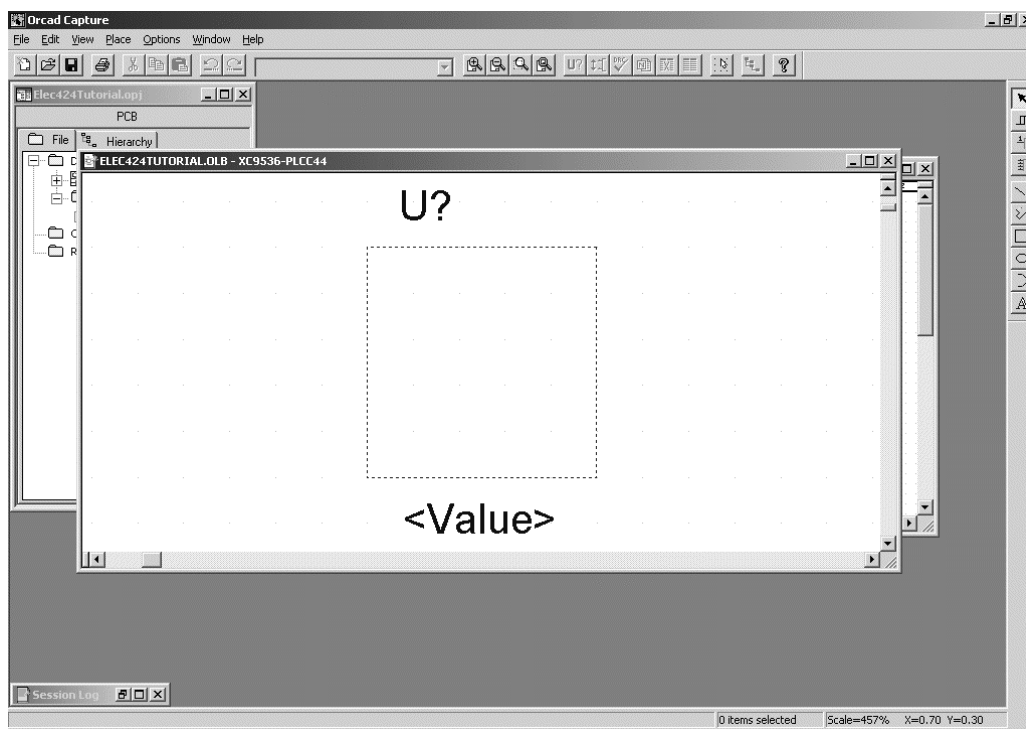 Orcad Capture
File Edit View Place Options Window Help
U?
Elec424Tutorial.opj
PCB
File Hierarchy
ELEC424TUTORIAL.OLB - XC9536-PLCC44
D
C
R
U?
<Value>
Session Log
0 items selected Scale=457% X=0.70 Y=0.30